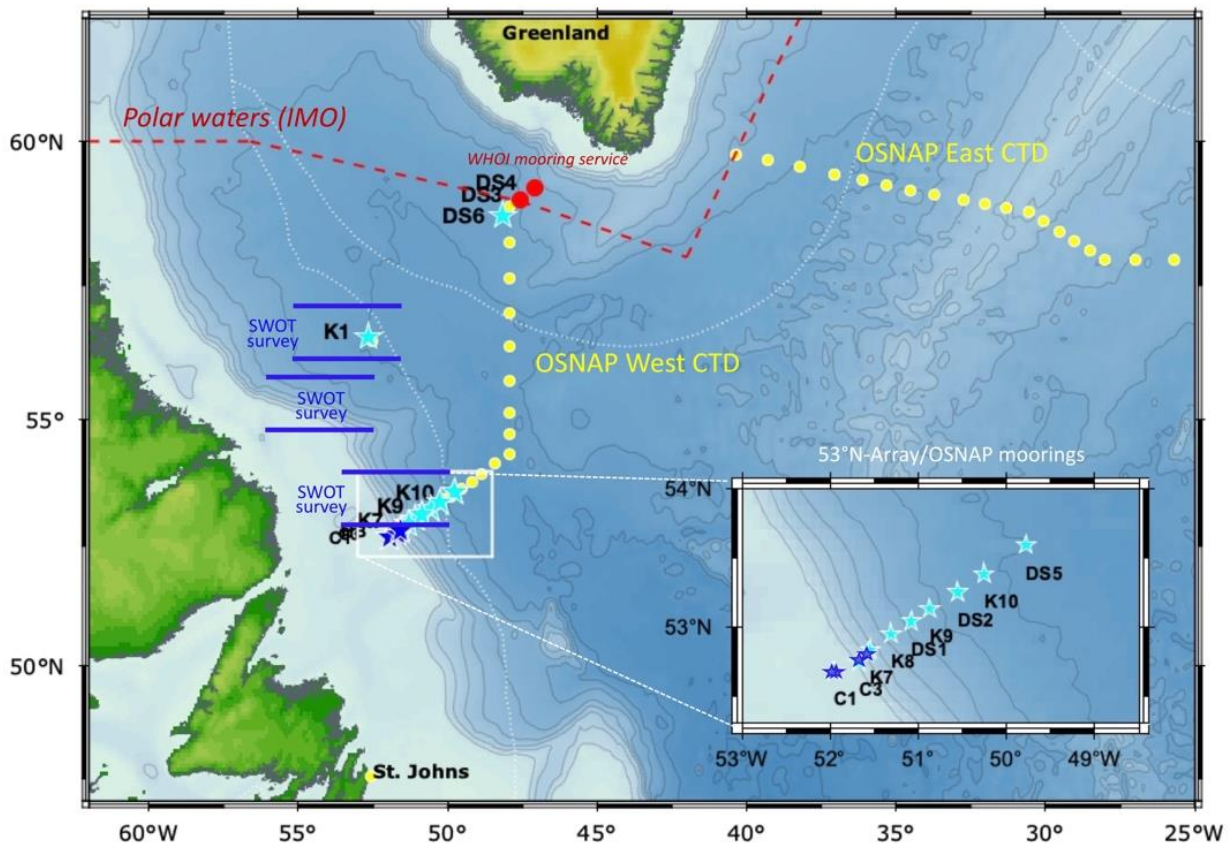 Greenland
Polar waters (IMO)
60°N
WHOI mooring service
OSNAP East CTD
DS4
DS3
DS6
SWOT
survey
K1
OSNAP West CTD
55°
SWOT
survey
53°N-Array/OSNAP moorings
SWOT
survey
K10
K9
K7
C1
54°N
53°N
DS5
K10
DS2
K9
DS1
K8
K7
C3
C1
53°W
52°W
51°W
50°W
49°W
50°N
St. Johns
60°W
55°W
50°W
45°W
40°W
35°W
30°W
25°W